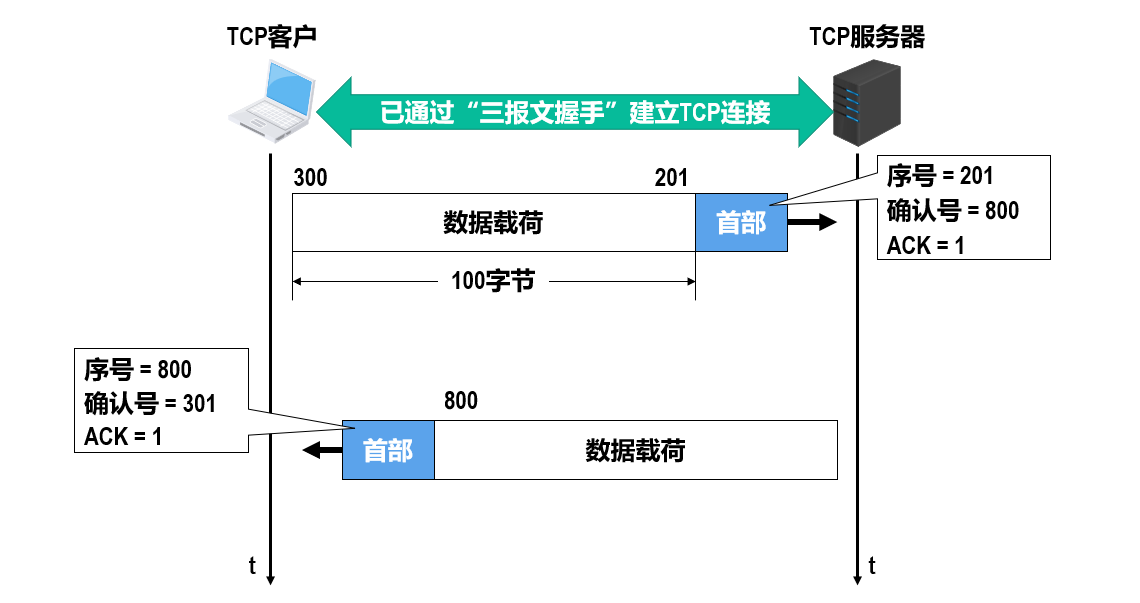 TCP客户
TCP服务器
已通过“三报文握手”建立TCP连接
300
201
数据载荷
首部
序号 = 201
确认号 = 800
ACK = 1
100字节
序号 = 800
确认号 = 301
ACK = 1
800
首部
数据载荷
t
t